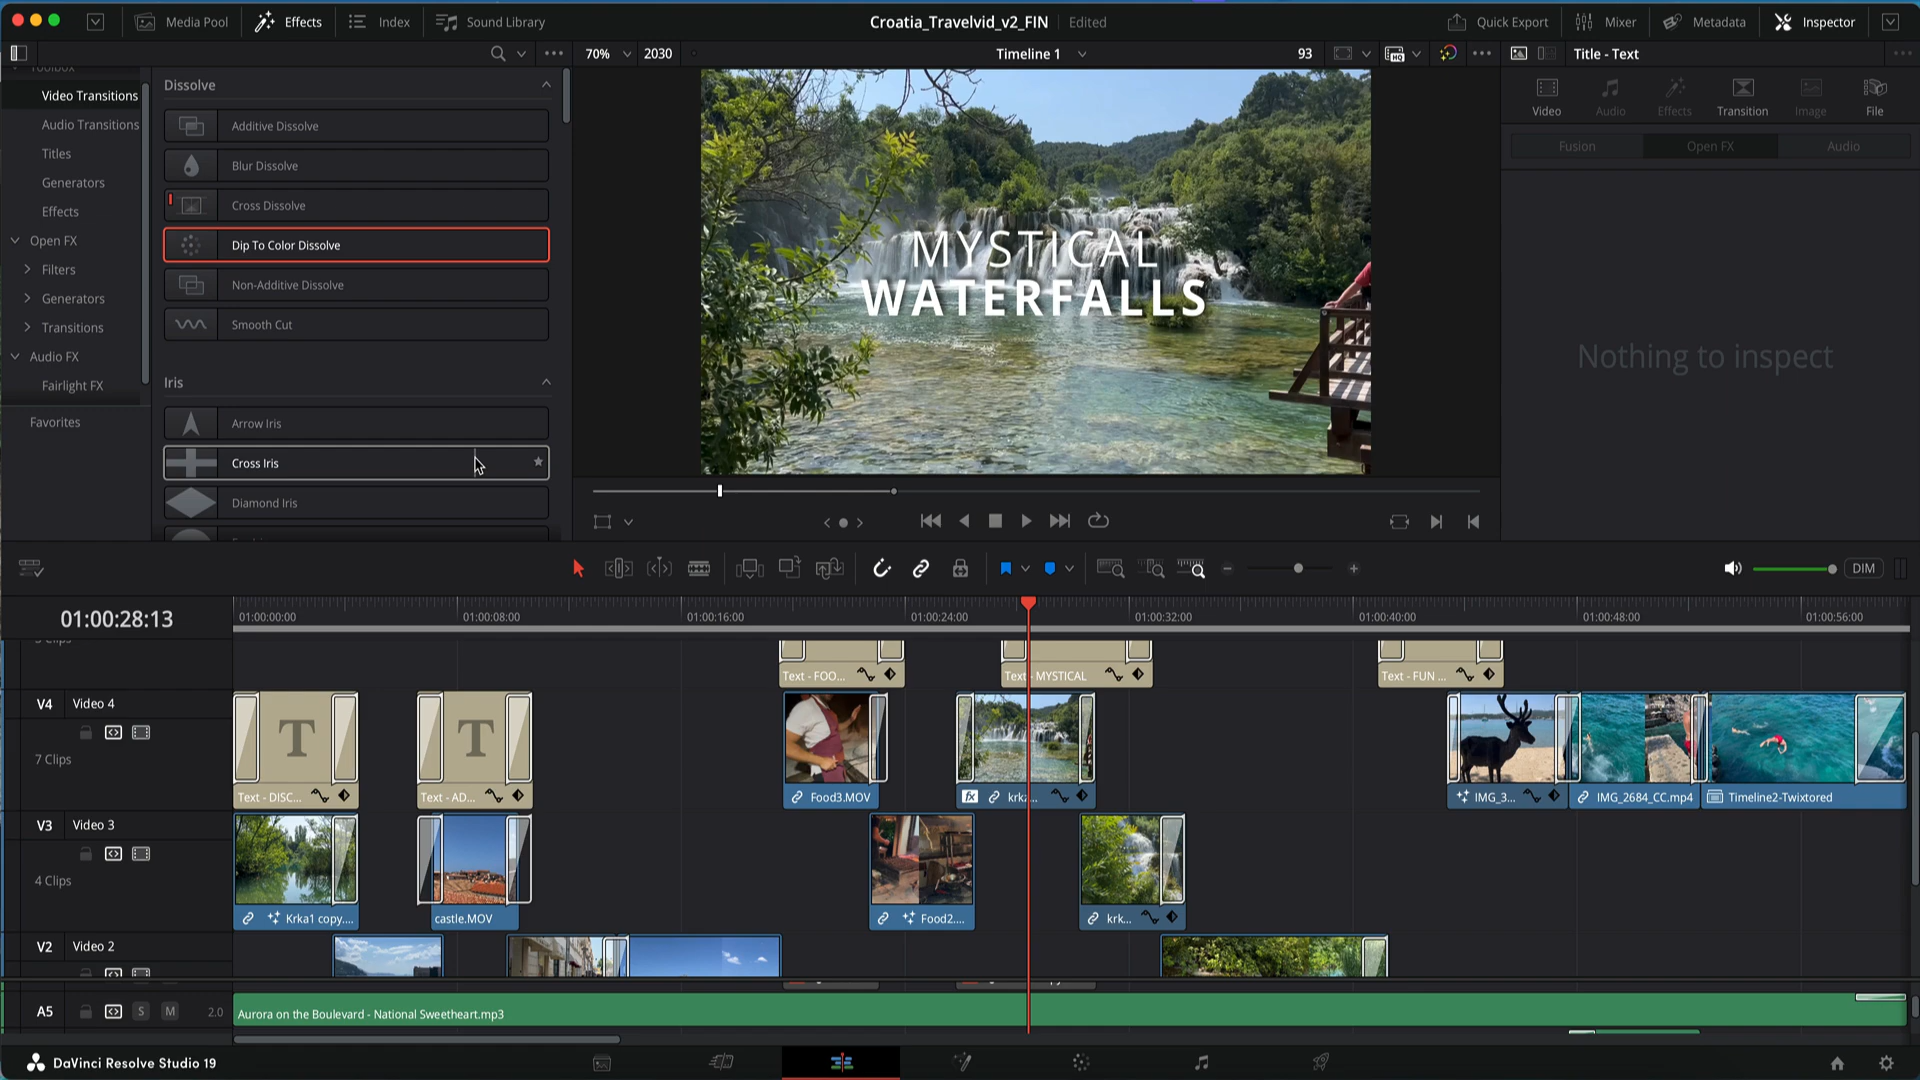 Media Pool
Effects
Index
Sound Library
Croatia_Travelvid_v2_FIN
Edited
Quick Export
Mixer
Metadata
Inspector
70%
2030
Timeline 1
93
HQ
Title - Text
Toolbox
Video Transitions
Audio Transitions
Titles
Generators
Effects
Open FX
Filters
Generators
Transitions
Audio FX
Fairlight FX
Favorites
Dissolve
Additive Dissolve
Blur Dissolve
Cross Dissolve
Dip To Color Dissolve
Non-Additive Dissolve
Smooth Cut
Iris
Arrow Iris
Cross Iris
Diamond Iris
MYSTICAL
WATERFALLS
Video
Audio
Effects
Transition
Image
File
Fusion
Open FX
Audio
Nothing to inspect
DIM
01:00:28:13
01:00:00:00
01:00:08:00
01:00:16:00
01:00:24:00
01:00:32:00
01:00:40:00
01:00:48:00
01:00:56:00
Text - FOO...
Text - MYSTICAL
Text - FUN ...
V4
Video 4
7 Clips
T
T
Text - DISC...
Text - AD...
Food3.MOV
fx
IMG_3...
IMG_2684_CC.mp4
Timeline2-Twixtored
V3
Video 3
4 Clips
Krka1 copy....
castle.MOV
Food2....
krk...
V2
Video 2
A5
S
M
2.0
Aurora on the Boulevard - National Sweetheart.mp3
DaVinci Resolve Studio 19